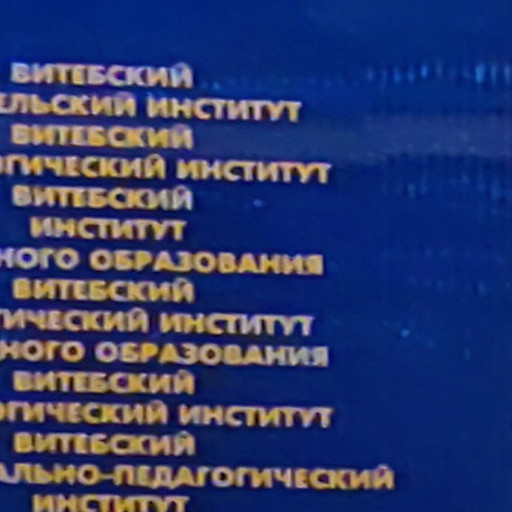 ВИТЕБСКИЙ
ЕЛЬСКИЙ ИНСТИТУТ
ВИТЕБСКИЙ
ОГИЧЕСКИЙ ИНСТИТУТ
ВИТЕБСКИЙ
ИНСТИТУТ
НОГО ОБРАЗОВАНИЯ
ВИТЕБСКИЙ
ГИЧЕСКИЙ ИНСТИТУТ
НОГО ОБРАЗОВАНИЯ
ВИТЕБСКИЙ
ОГИЧЕСКИЙ ИНСТИТУТ
ВИТЕБСКИЙ
АЛЬНО-ПЕДАГОГИЧЕСКИЙ
ИНСТИТУТ